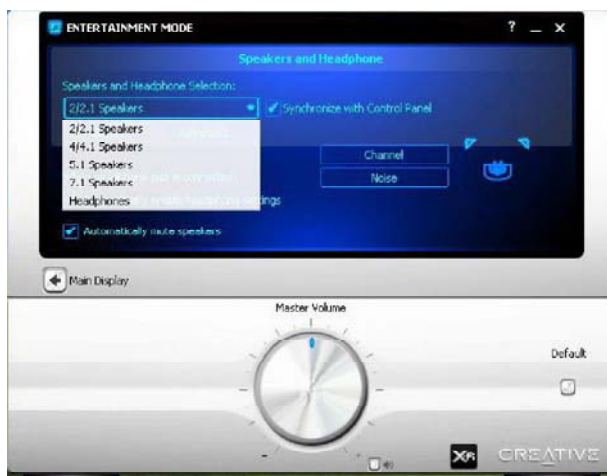 ENTERTAINMENT MODE ? _ x
Speakers and Headphone
Speakers and Headphone Selection:
2/2.1 Speakers
Synchronize with Control Panel
2/2.1 Speakers
4/4.1 Speakers
5.1 Speakers
7.1 Speakers
Headphones
Channel
Noise
settings
Automatically mute speakers
Main Display
Master Volume
Default
- +
X-Fi CREATIVE